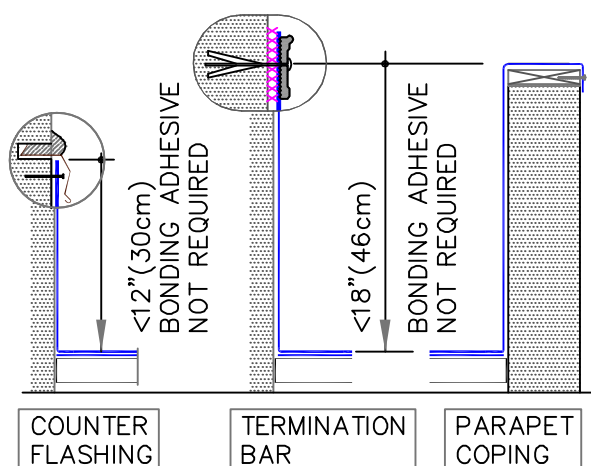 <12”(30cm)
BONDING ADHESIVE
NOT REQUIRED
<18”(46cm)
BONDING ADHESIVE
NOT REQUIRED
COUNTER
FLASHING
TERMINATION
BAR
PARAPET
COPING